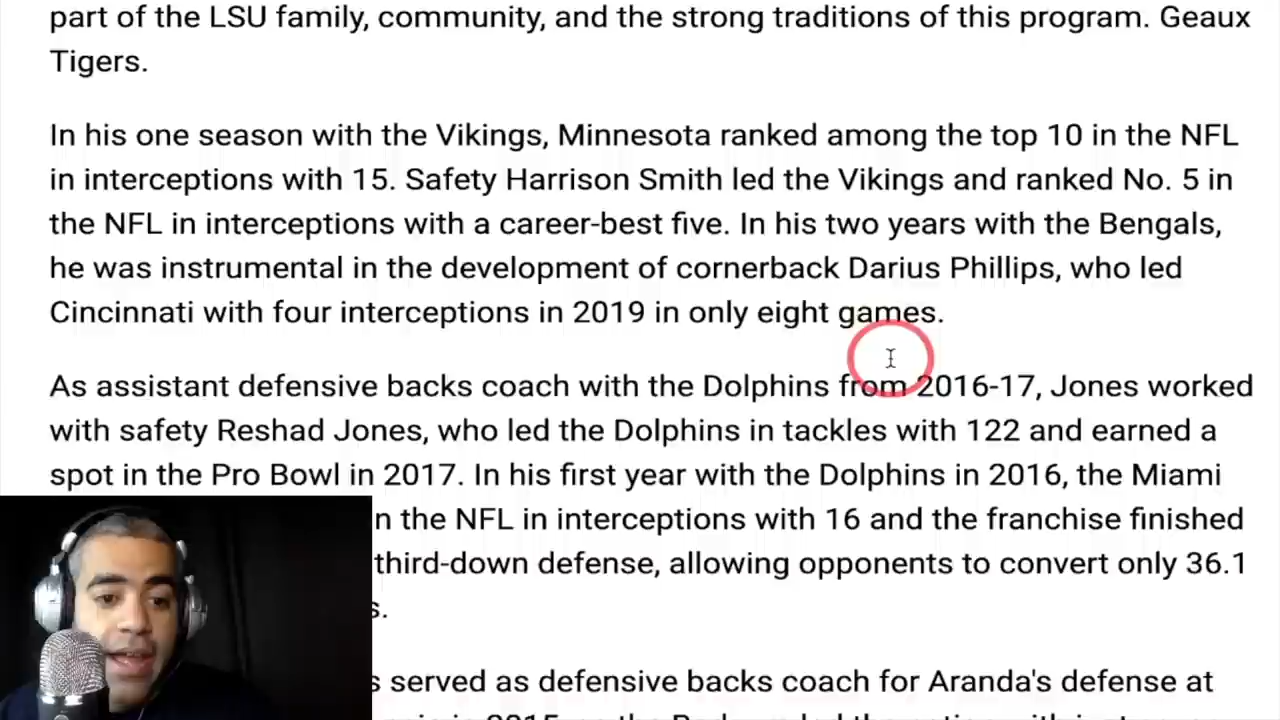 part of the LSU family, community, and the strong traditions of this program. Geaux
Tigers.
In his one season with the Vikings, Minnesota ranked among the top 10 in the NFL
in interceptions with 15. Safety Harrison Smith led the Vikings and ranked No. 5 in
the NFL in interceptions with a career-best five. In his two years with the Bengals,
he was instrumental in the development of cornerback Darius Phillips, who led
Cincinnati with four interceptions in 2019 in only eight games.
As assistant defensive backs coach with the Dolphins from 2016-17, Jones worked
with safety Reshad Jones, who led the Dolphins in tackles with 122 and earned a
spot in the Pro Bowl in 2017. In his first year with the Dolphins in 2016, the Miami
n the NFL in interceptions with 16 and the franchise finished
third-down defense, allowing opponents to convert only 36.1
s.
s served as defensive backs coach for Aranda's defense at